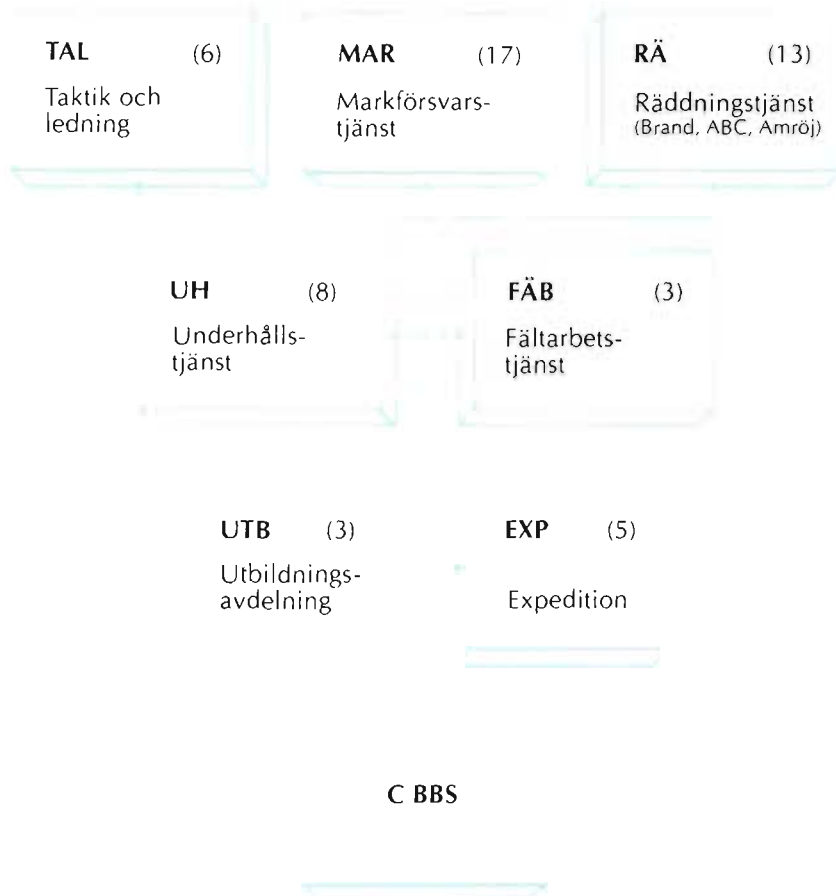 TAL (6)
Taktik och
ledning
MAR (17)
Markförsvars-
tjänst
RÄ (13)
Räddningstjänst
(Brand, ABC, Amröj)
UH (8)
Underhålls-
tjänst
FÄB (3)
Fältarbets-
tjänst
UTB (3)
Utbildnings-
avdelning
EXP (5)
Expedition
C BBS